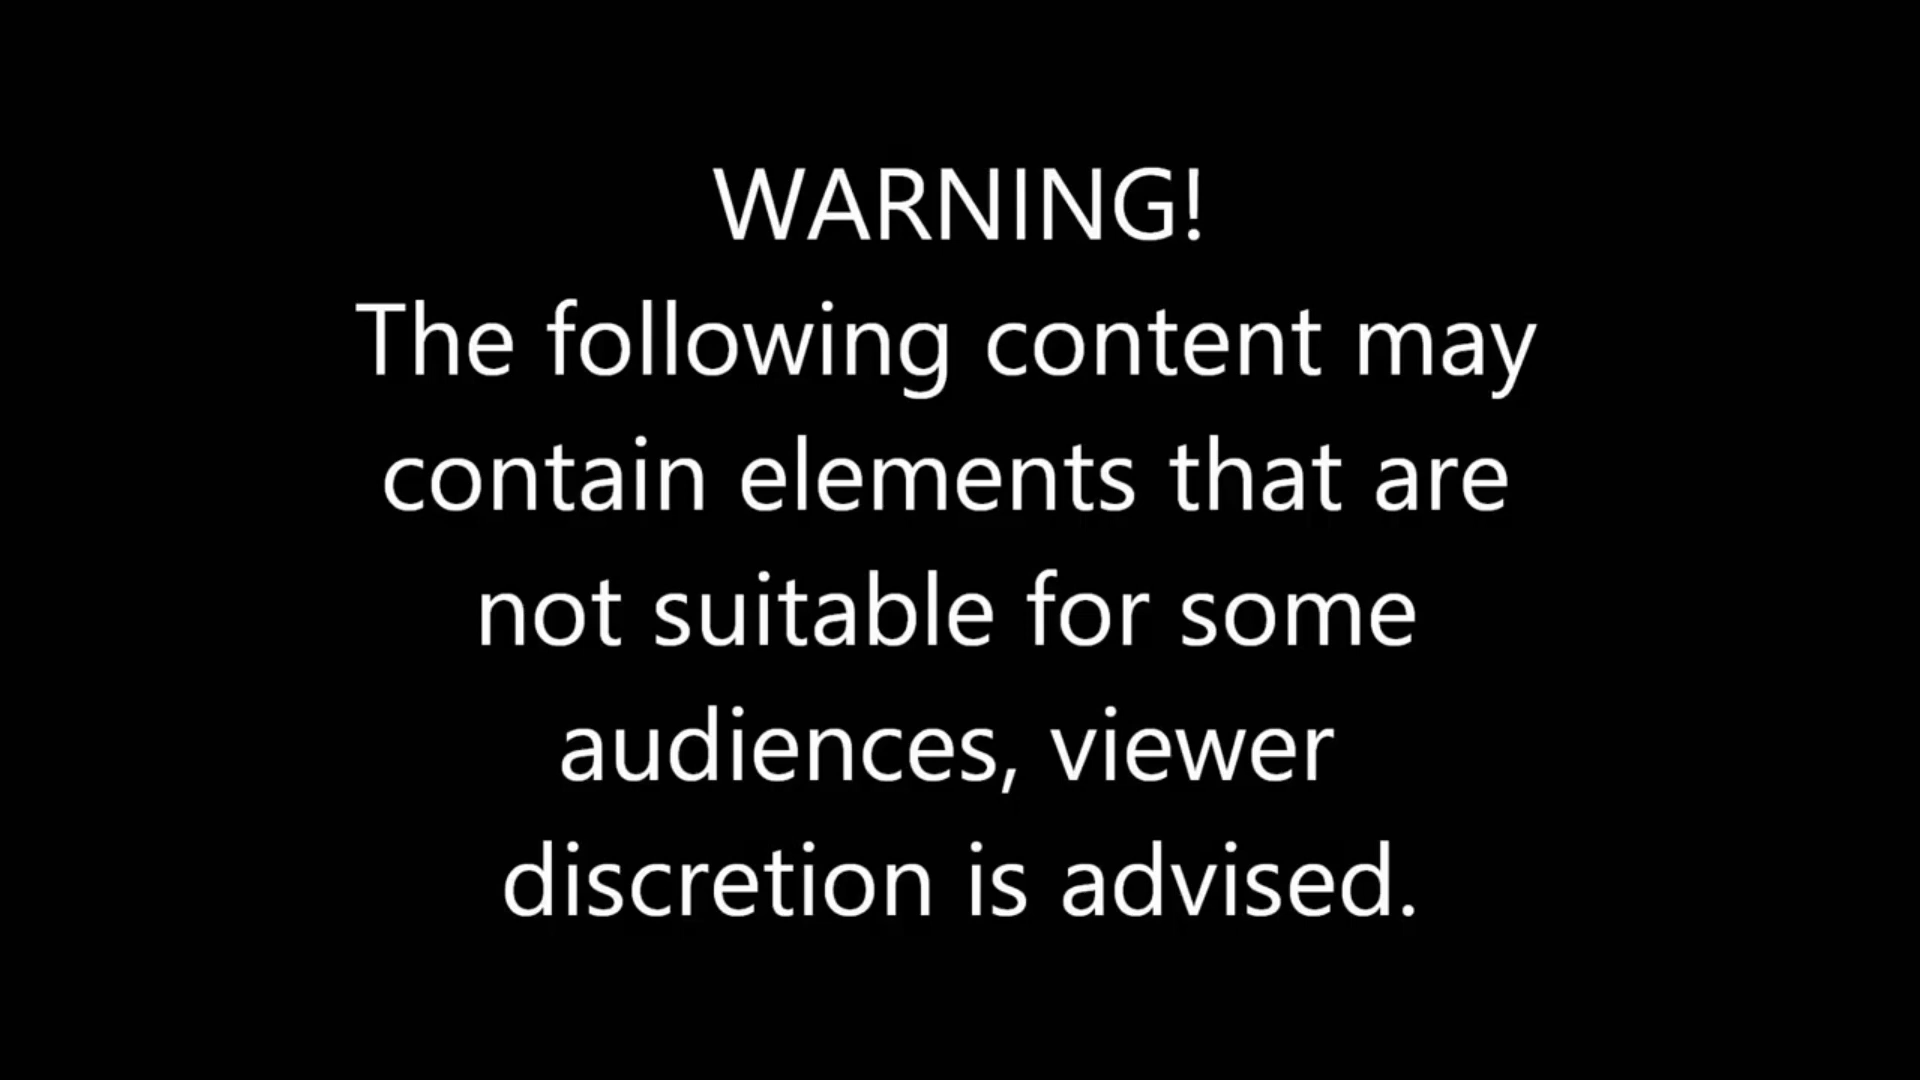 WARNING!
The following content may
contain elements that are
not suitable for some
audiences, viewer
discretion is advised.